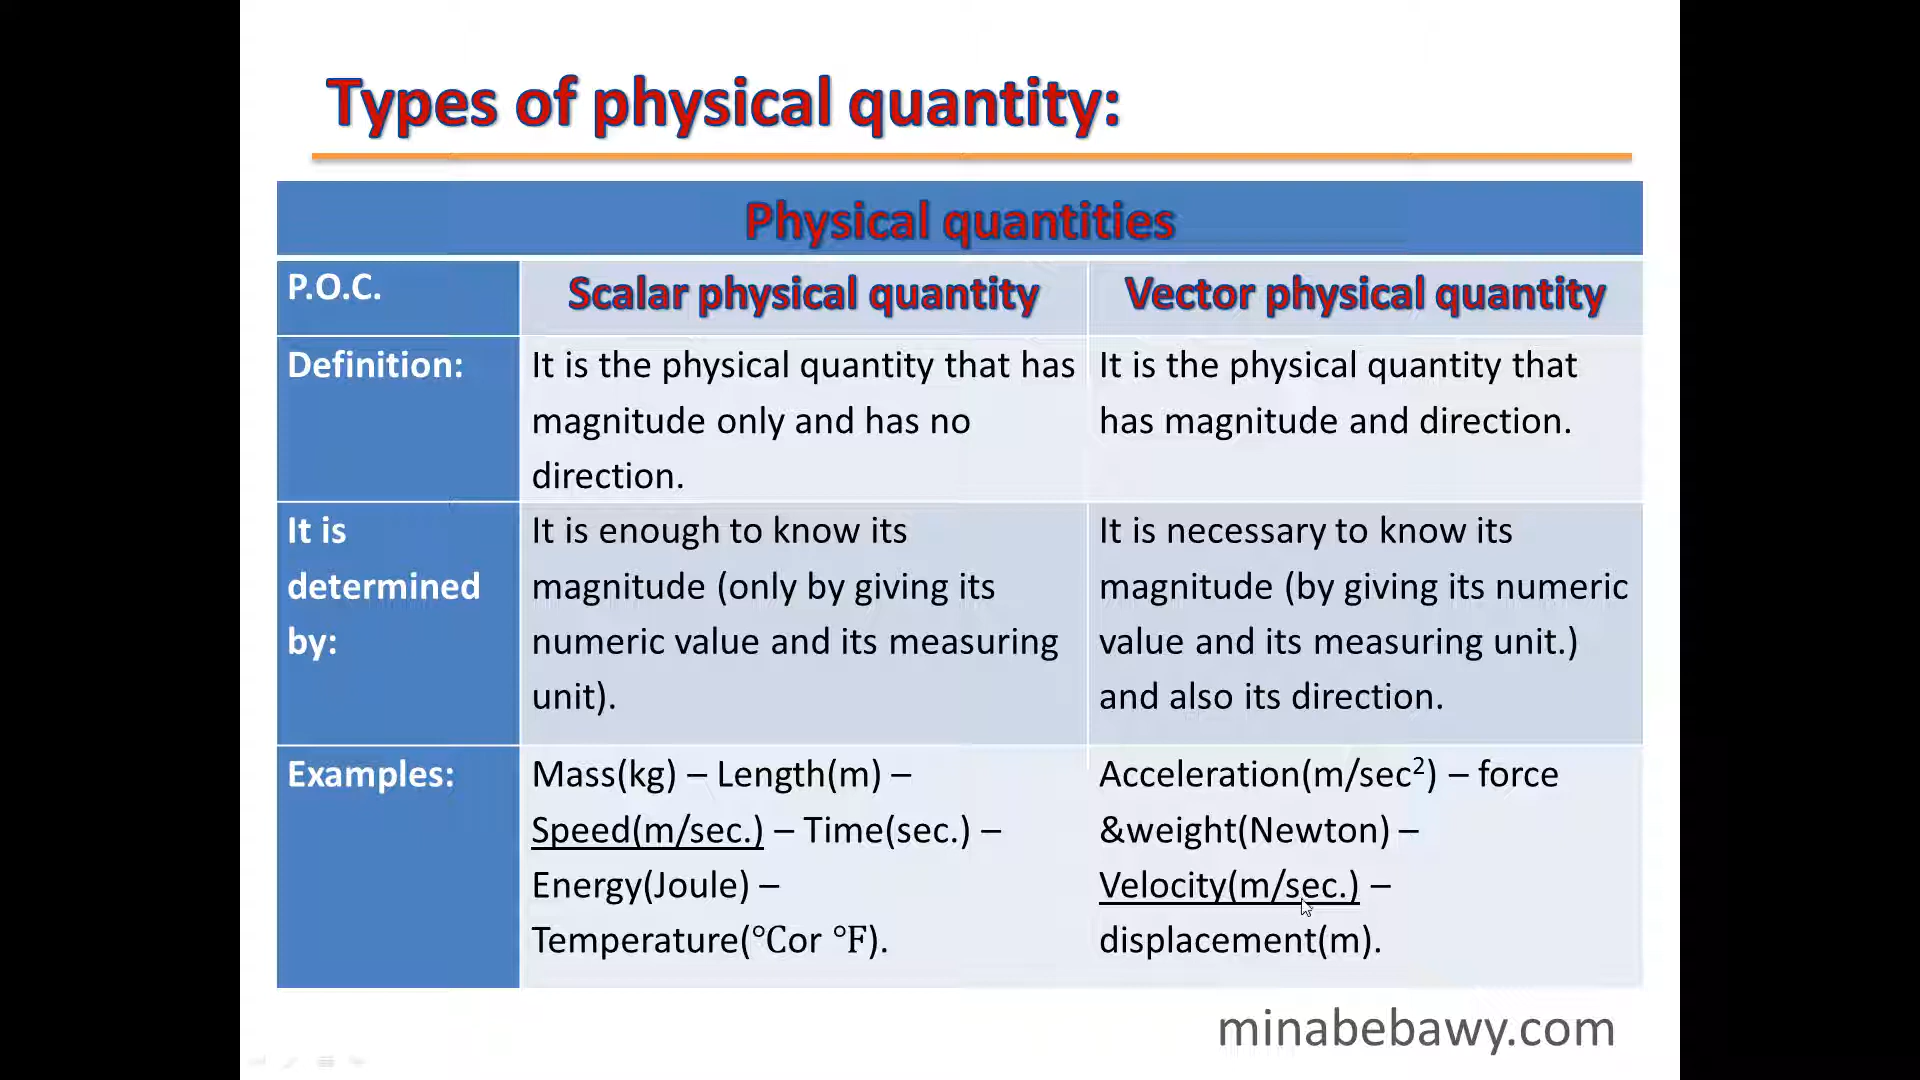 Types of physical quantity:
Physical quantities
P.O.C.
Scalar physical quantity
Vector physical quantity
Definition:
It is the physical quantity that has
magnitude only and has no
direction.
It is the physical quantity that
has magnitude and direction.
It is
determined
by:
It is enough to know its
magnitude (only by giving its
numeric value and its measuring
unit).
It is necessary to know its
magnitude (by giving its numeric
value and its measuring unit.)
and also its direction.
Examples:
Mass(kg) – Length(m) –
Speed(m/sec.) – Time(sec.) –
Energy(Joule) –
Temperature(°Cor °F).
Acceleration(m/sec²) – force
&weight(Newton) –
Velocity(m/sec.) –
displacement(m).
minabebawy.com